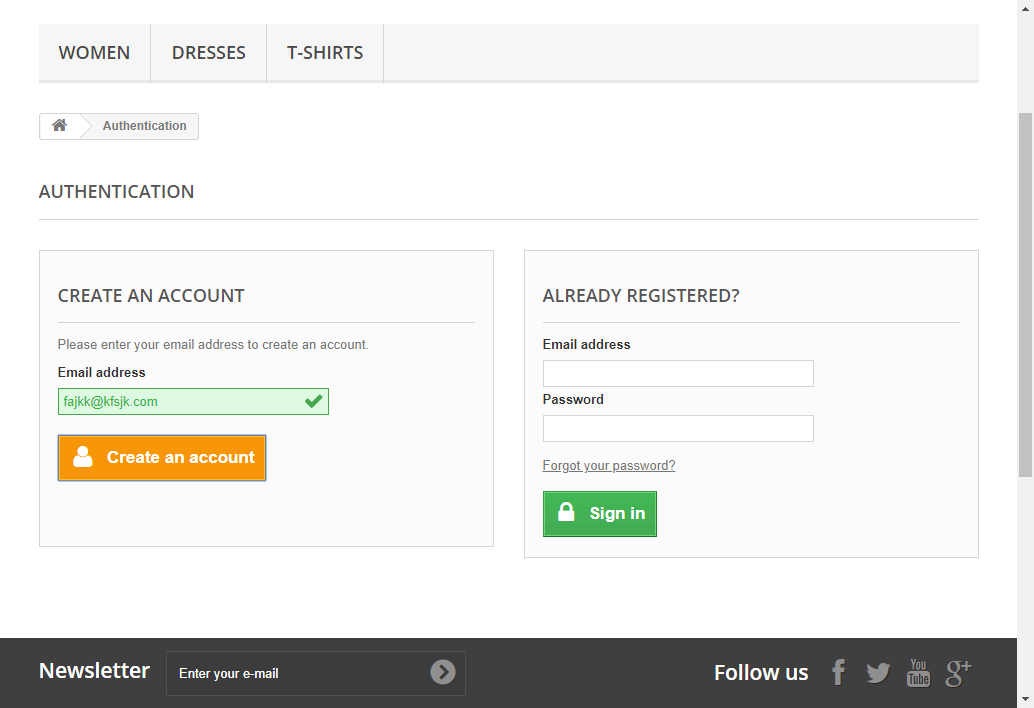 WOMEN DRESSES T-SHIRTS
Authentication
AUTHENTICATION
CREATE AN ACCOUNT
Please enter your email address to create an account.
Email address
fajkk@kfsjk.com
Create an account
ALREADY REGISTERED?
Email address
Password
Forgot your password?
Sign in
Newsletter
Enter your e-mail
Follow us
You
Tube
g+